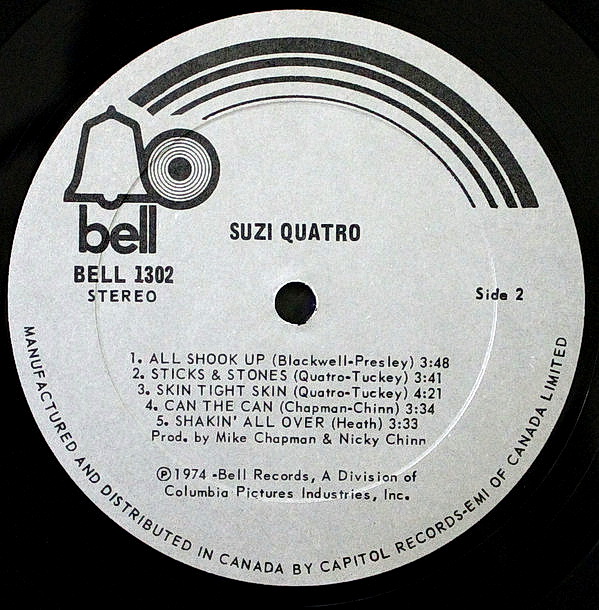 bell
BELL 1302
STEREO
SUZI QUATRO
Side 2
1. ALL SHOOK UP (Blackwell-Presley) 3:48
2. STICKS & STONES (Quatro-Tuckey) 3:41
3. SKIN TIGHT SKIN (Quatro-Tuckey) 4:21
4. CAN THE CAN (Chapman-Chinn) 3:34
5. SHAKIN' ALL OVER (Heath) 3:33
Prod. by Mike Chapman & Nicky Chinn
℗1974 -Bell Records, A Division of
Columbia Pictures Industries, Inc.
MANUFACTURED AND DISTRIBUTED IN CANADA BY CAPITOL RECORDS-EMI OF CANADA LIMITED